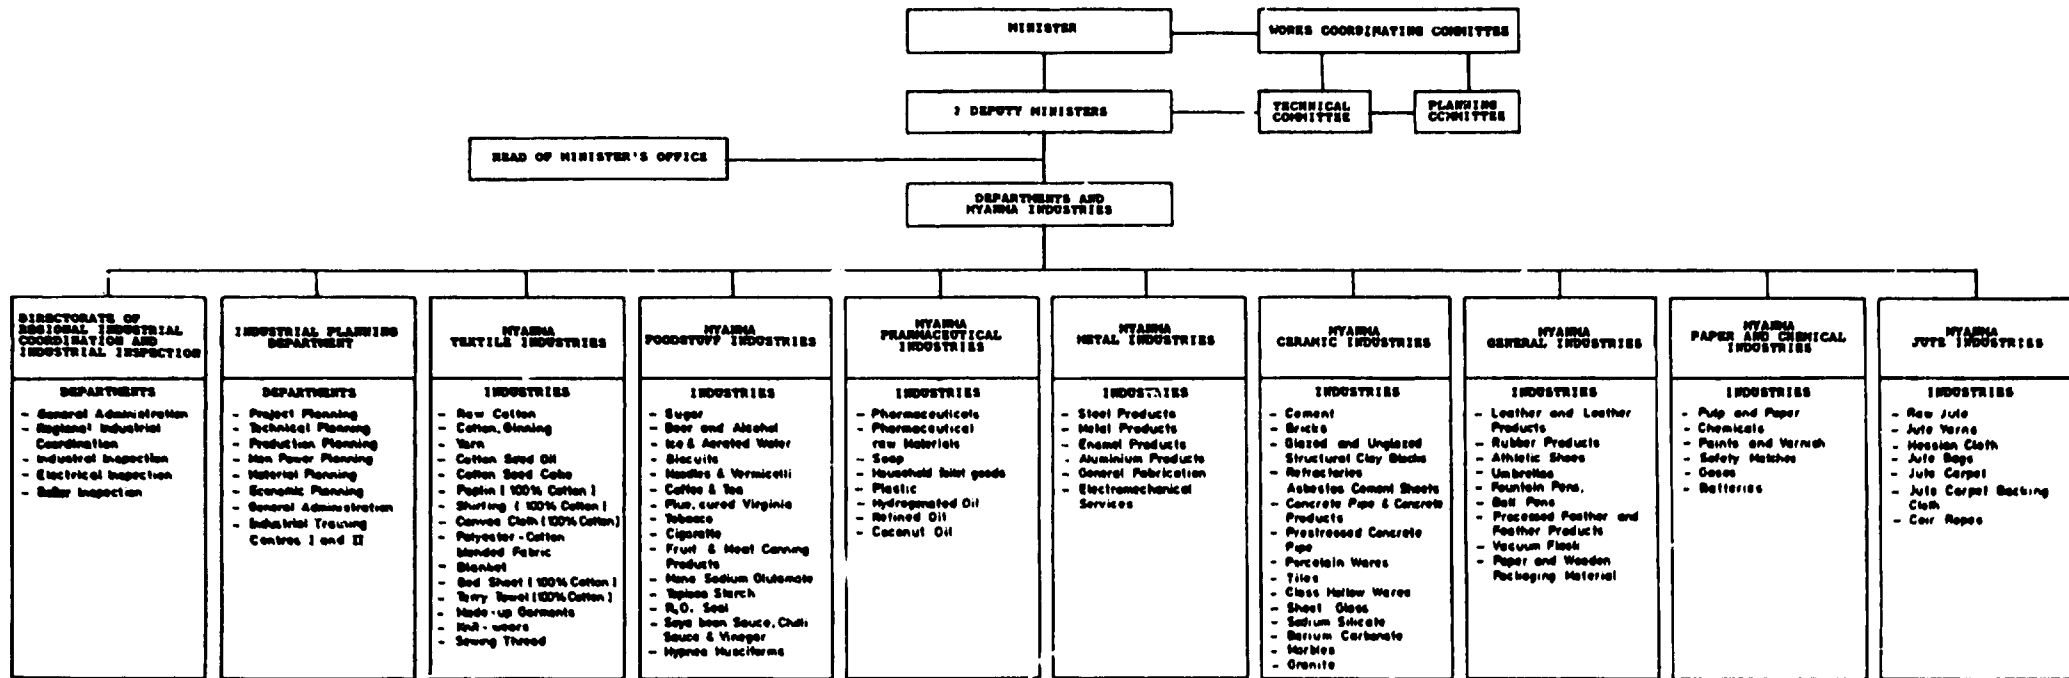 MINISTER
WORKS COORDINATING COMMITTEE
DEPUTY MINISTERS
TECHNICAL
COMMITTEE
PLANNING
COMMITTEE
HEAD OF MINISTER'S OFFICE
DEPARTMENTS AND
MYANMA INDUSTRIES
DIRECTORATE OF
REGIONAL INDUSTRIAL
COORDINATION AND
INDUSTRIAL INSPECTION
DEPARTMENTS
- General Administration
- Regional Industrial
Coordination
- Industrial Inspection
- Electrical Inspection
- Boiler Inspection
INDUSTRIAL PLANNING
DEPARTMENT
DEPARTMENTS
- Project Planning
- Technical Planning
- Production Planning
- Man Power Planning
- Material Planning
- Economic Planning
- General Administration
- Industrial Training
Centres I and II
MYANMA
TEXTILE INDUSTRIES
INDUSTRIES
- Raw Cotton
- Cotton, Ginning
- Yarn
- Cotton Seed Oil
- Cotton Seed Cake
- Poplin (100% Cotton)
- Shirting (100% Cotton)
- Canvas Cloth (100% Cotton)
- Polyester-Cotton
blended Fabric
- Blanket
- Bed Sheet (100% Cotton)
- Terry Towel (100% Cotton)
- Made-up Garments
- Knit-wears
- Sewing Thread
MYANMA
FOODSTUFF INDUSTRIES
INDUSTRIES
- Sugar
- Beer and Alcohol
- Ice & Aerated Water
- Biscuits
- Noodles & Vermicelli
- Coffee & Tea
- Flue, cured Virginia
- Tobacco
- Cigarette
- Fruit & Meat Canning
Products
- Mono Sodium Glutamate
- Tapioca Starch
- R.O. Seal
- Soya bean Sauce, Chilli
Sauce & Vinegar
- Hypnea Musciforms
MYANMA
PHARMACEUTICAL
INDUSTRIES
INDUSTRIES
- Pharmaceuticals
- Pharmaceutical
raw Materials
- Soap
- Household toilet goods
- Plastic
- Hydrogenated Oil
- Refined Oil
- Coconut Oil
MYANMA
METAL INDUSTRIES
INDUSTRIES
- Steel Products
- Metal Products
- Enamel Products
- Aluminium Products
- General Fabrication
- Electromechanical
Services
MYANMA
CERAMIC INDUSTRIES
INDUSTRIES
- Cement
- Bricks
- Glazed and Unglazed
Structural Clay Blocks
- Refractories
Asbestos Cement Sheets
- Concrete Pipe & Concrete
Products
- Prestressed Concrete
Pipe
- Porcelain Wares
- Tiles
- Glass Hollow Wares
- Sheet Glass
- Sodium Silicate
- Barium Carbonate
- Marbles
- Granite
MYANMA
GENERAL INDUSTRIES
INDUSTRIES
- Leather and Leather
Products
- Rubber Products
- Athletic Shoes
- Umbrellas
- Fountain Pens,
- Ball Pens
- Processed Feather and
Feather Products
- Vacuum Flask
- Paper and Wooden
Packaging Material
MYANMA
PAPER AND CHEMICAL
INDUSTRIES
INDUSTRIES
- Pulp and Paper
- Chemicals
- Paints and Varnish
- Safety Matches
- Gases
- Batteries
MYANMA
JUTE INDUSTRIES
INDUSTRIES
- Raw Jute
- Jute Yarns
- Hessian Cloth
- Jute Bags
- Jute Carpet
- Jute Carpet Backing
Cloth
- Coir Ropes